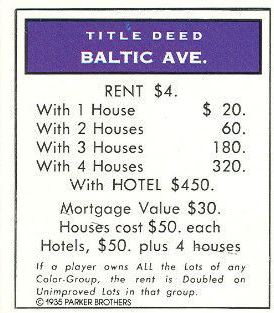 TITLE DEED
BALTIC AVE.
RENT $4.
With 1 House $ 20.
With 2 Houses 60.
With 3 Houses 180.
With 4 Houses 320.
With HOTEL $450.
Mortgage Value $30.
Houses cost $50. each
Hotels, $50. plus 4 houses
If a player owns ALL the Lots of any
Color-Group, the rent is Doubled on
Unimproved Lots in that group.
© 1935 PARKER BROTHERS